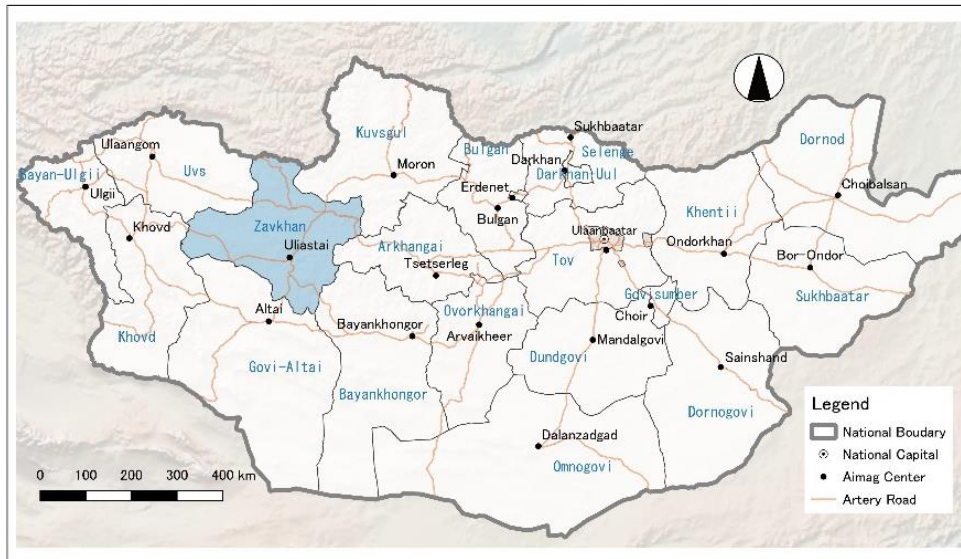 Sukhbaatar
Kuvsgul
Bulgan
Selenge
Dornod
Ulaangom
Darkhan
Moron
Darkhan-Uul
Bayan-Ulgii
Uvs
Ulgii
Erdenet
Choibalsan
Bulgan
Khentii
Khovd
Zavkhan
Ulaanbaatar
Uliastai
Arkhangai
Ondorkhan
Tov
Bor-Ondor
Tsetserleg
Govisumber
Sukhbaatar
Altai
Ovorkhangai
Choir
Bayankhongor
Arvaikheer
Khovd
Mandalgovi
Dundgovi
Govi-Altai
Sainshand
Bayankhongor
Dornogovi
Dalanzadgad
Omnogovi
Legend
National Boudary
National Capital
Aimag Center
Artery Road
0 100 200 300 400 km